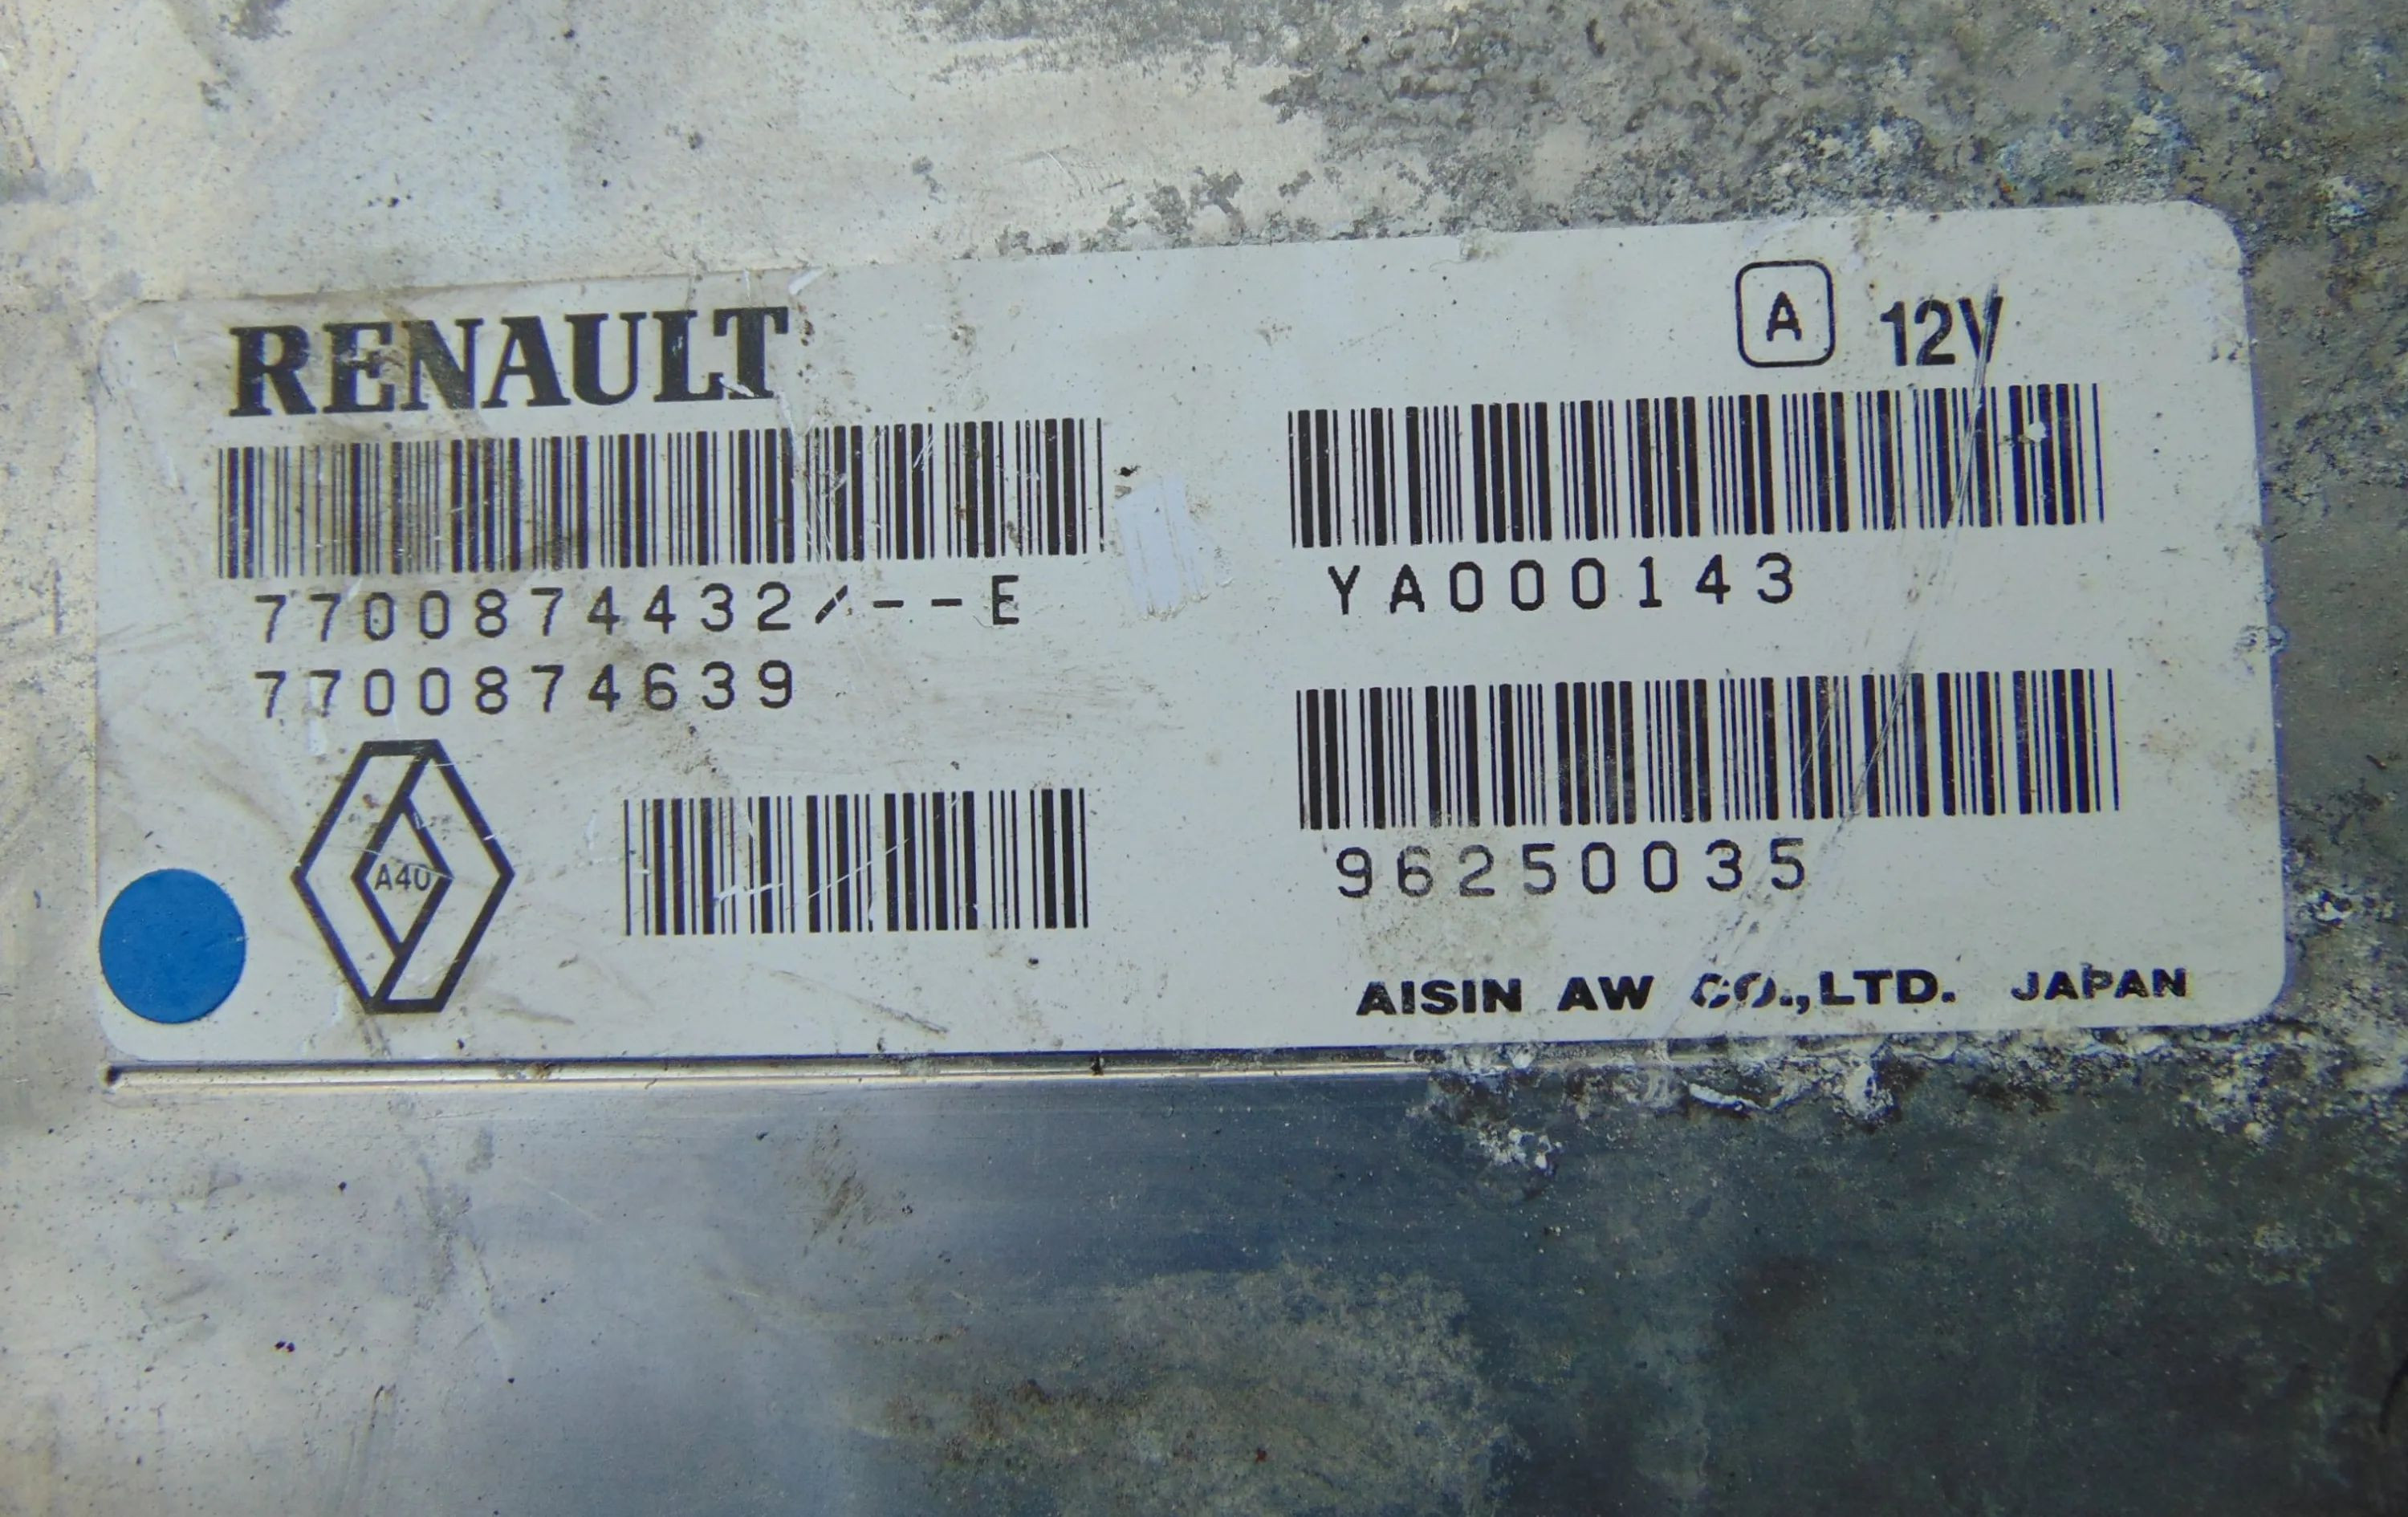 RENAULT
7700874432/--E
7700874639
A40
A 12V
YA000143
96250035
AISIN AW CO.,LTD. JAPAN